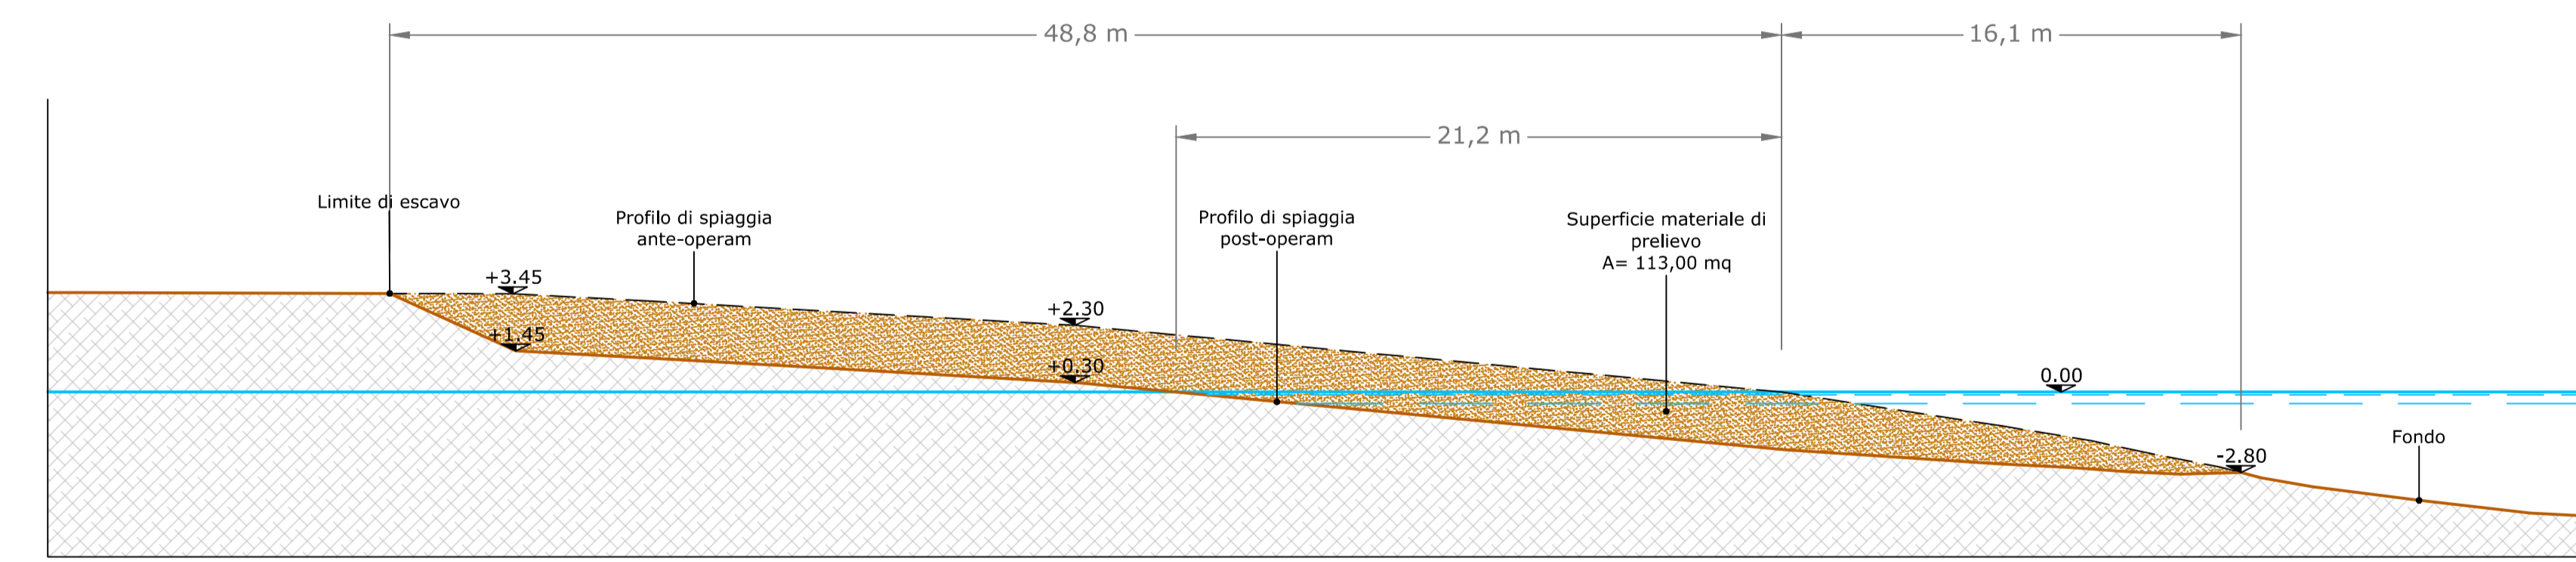 48,8 m
16,1 m
21,2 m
Limite di escavo
Profilo di spiaggia
ante-operam
Profilo di spiaggia
post-operam
Superficie materiale di
prelievo
A= 113,00 mq
+3.45
+2.30
+1.45
+0.30
0.00
Fondo
-2.80